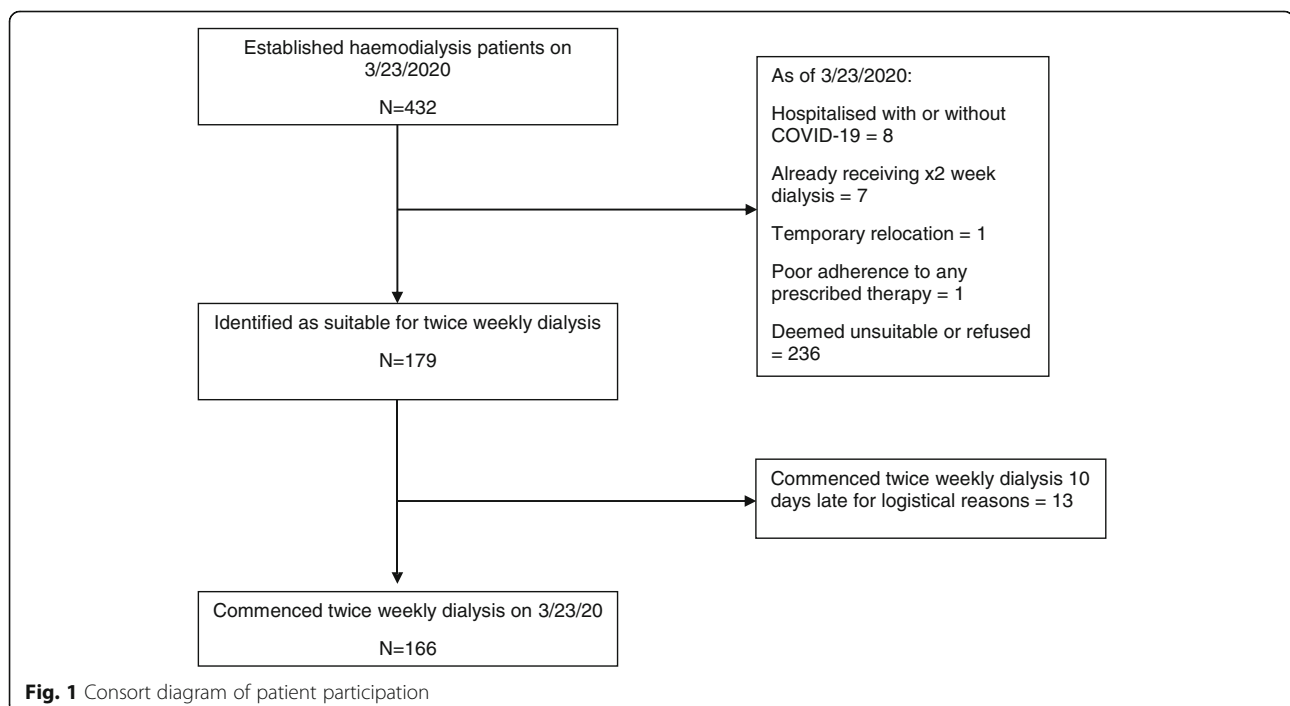 Established haemodialysis patients on
3/23/2020
N=432
As of 3/23/2020:
Hospitalised with or without
COVID-19 = 8
Already receiving x2 week
dialysis = 7
Temporary relocation = 1
Poor adherence to any
prescribed therapy = 1
Deemed unsuitable or refused
= 236
Identified as suitable for twice weekly dialysis
N=179
Commenced twice weekly dialysis 10
days late for logistical reasons = 13
Commenced twice weekly dialysis on 3/23/20
N=166
Fig. 1 Consort diagram of patient participation